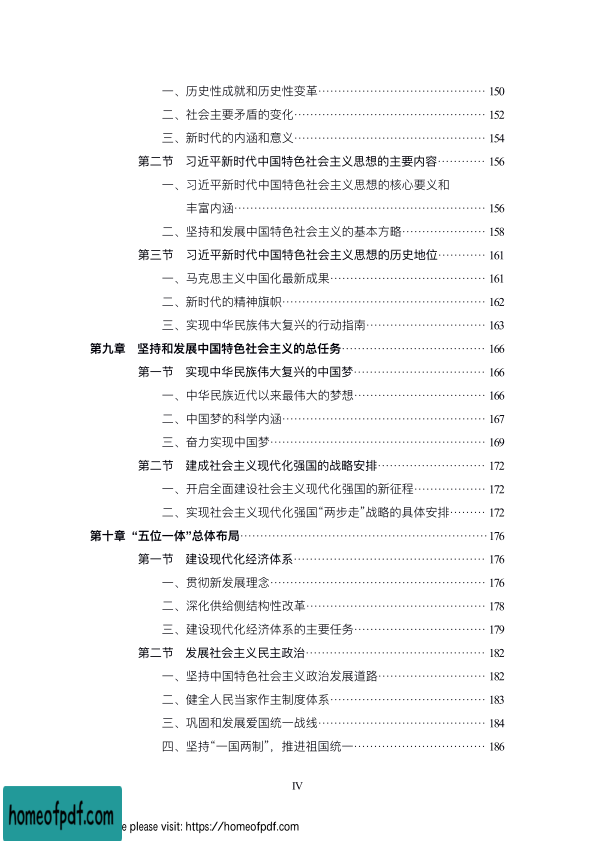 一、历史性成就和历史性变革……………………………………150
二、社会主要矛盾的变化…………………………………………152
三、新时代的内涵和意义…………………………………………154
第二节 习近平新时代中国特色社会主义思想的主要内容…………156
一、习近平新时代中国特色社会主义思想的核心要义和
丰富内涵………………………………………………………156
二、坚持和发展中国特色社会主义的基本方略…………………158
第三节 习近平新时代中国特色社会主义思想的历史地位…………161
一、马克思主义中国化最新成果…………………………………161
二、新时代的精神旗帜……………………………………………162
三、实现中华民族伟大复兴的行动指南…………………………163
第九章 坚持和发展中国特色社会主义的总任务………………………………166
第一节 实现中华民族伟大复兴的中国梦……………………………166
一、中华民族近代以来最伟大的梦想……………………………166
二、中国梦的科学内涵……………………………………………167
三、奋力实现中国梦………………………………………………169
第二节 建成社会主义现代化强国的战略安排………………………172
一、开启全面建设社会主义现代化强国的新征程………………172
二、实现社会主义现代化强国“两步走”战略的具体安排………172
第十章 “五位一体”总体布局……………………………………………………176
第一节 建设现代化经济体系…………………………………………176
一、贯彻新发展理念………………………………………………176
二、深化供给侧结构性改革………………………………………178
三、建设现代化经济体系的主要任务……………………………179
第二节 发展社会主义民主政治………………………………………182
一、坚持中国特色社会主义政治发展道路………………………182
二、健全人民当家作主制度体系…………………………………183
三、巩固和发展爱国统一战线……………………………………184
四、坚持“一国两制”，推进祖国统一……………………………186
IV
homeofpdf.com
e please visit: https://homeofpdf.com